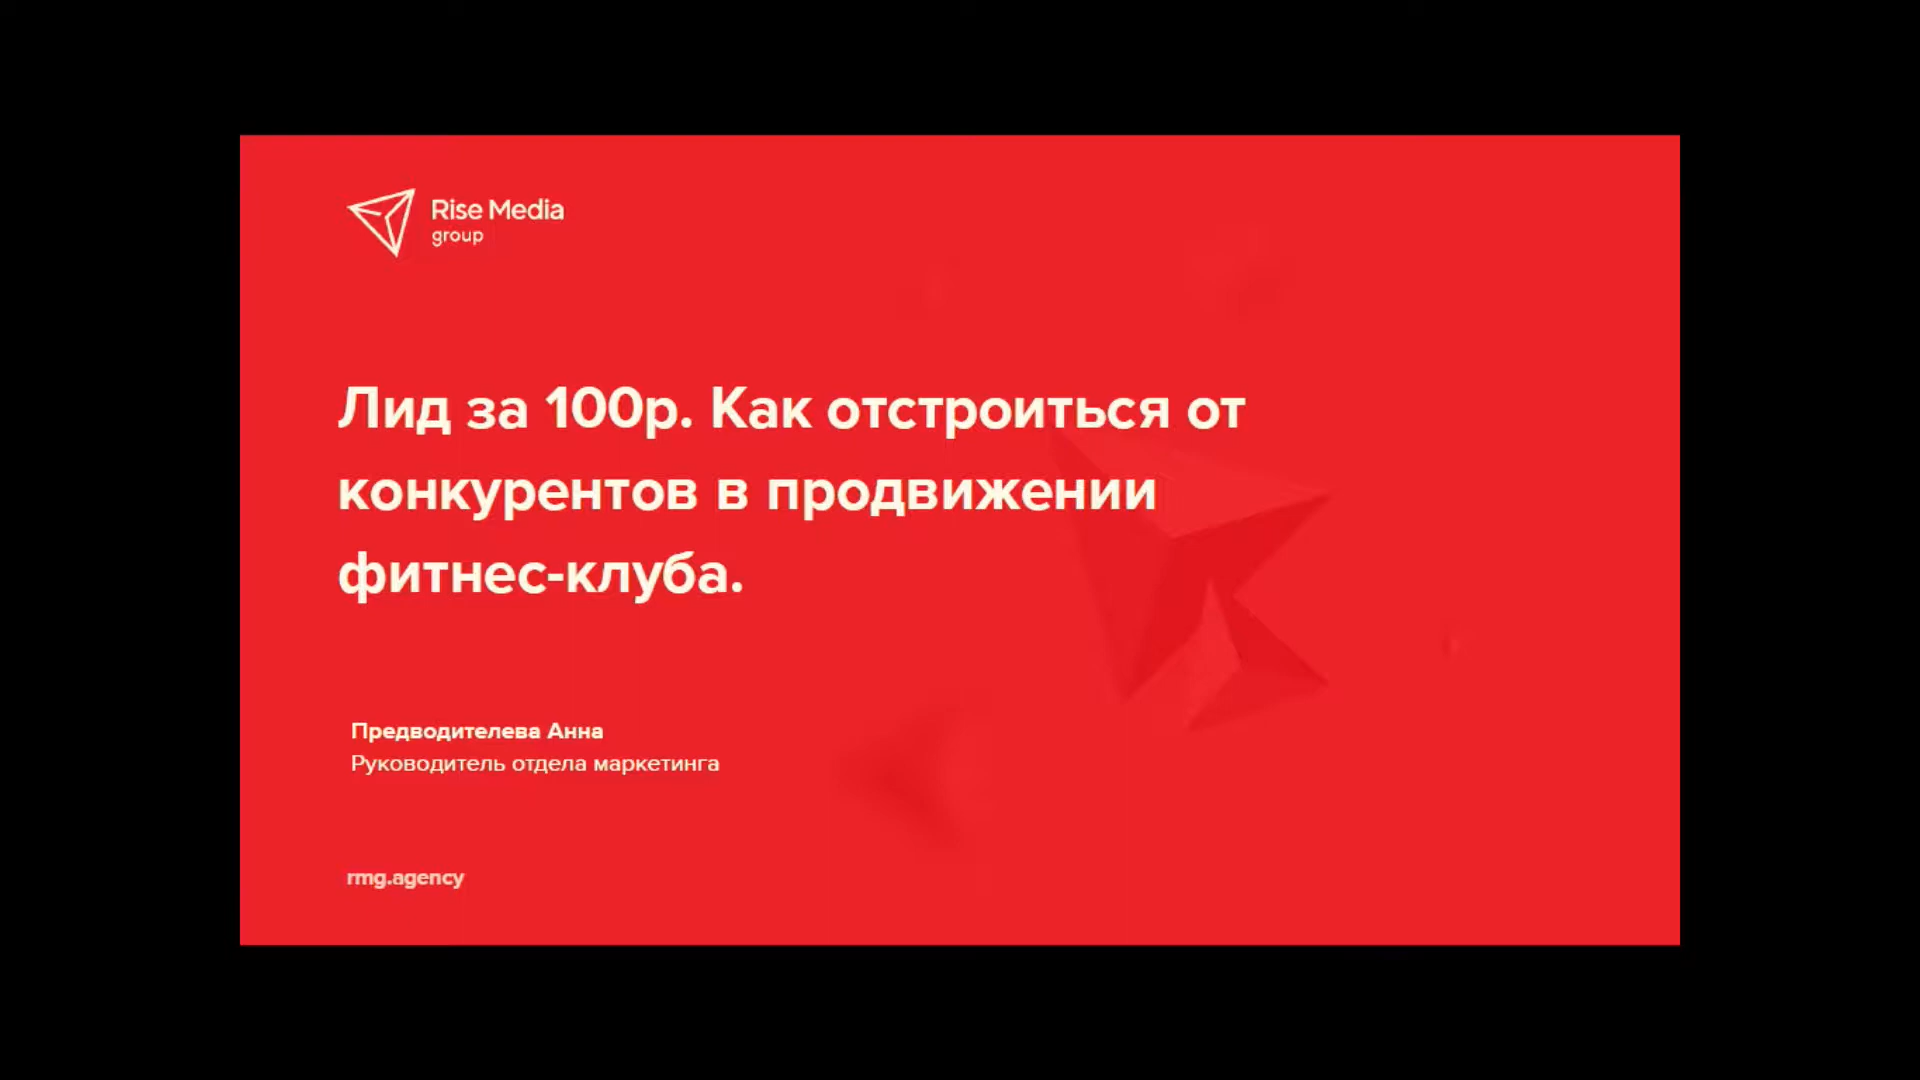 Rise Media
group
Лид за 100р. Как отстроиться от
конкурентов в продвижении
фитнес-клуба.
Предводителева Анна
Руководитель отдела маркетинга
rmg.agency